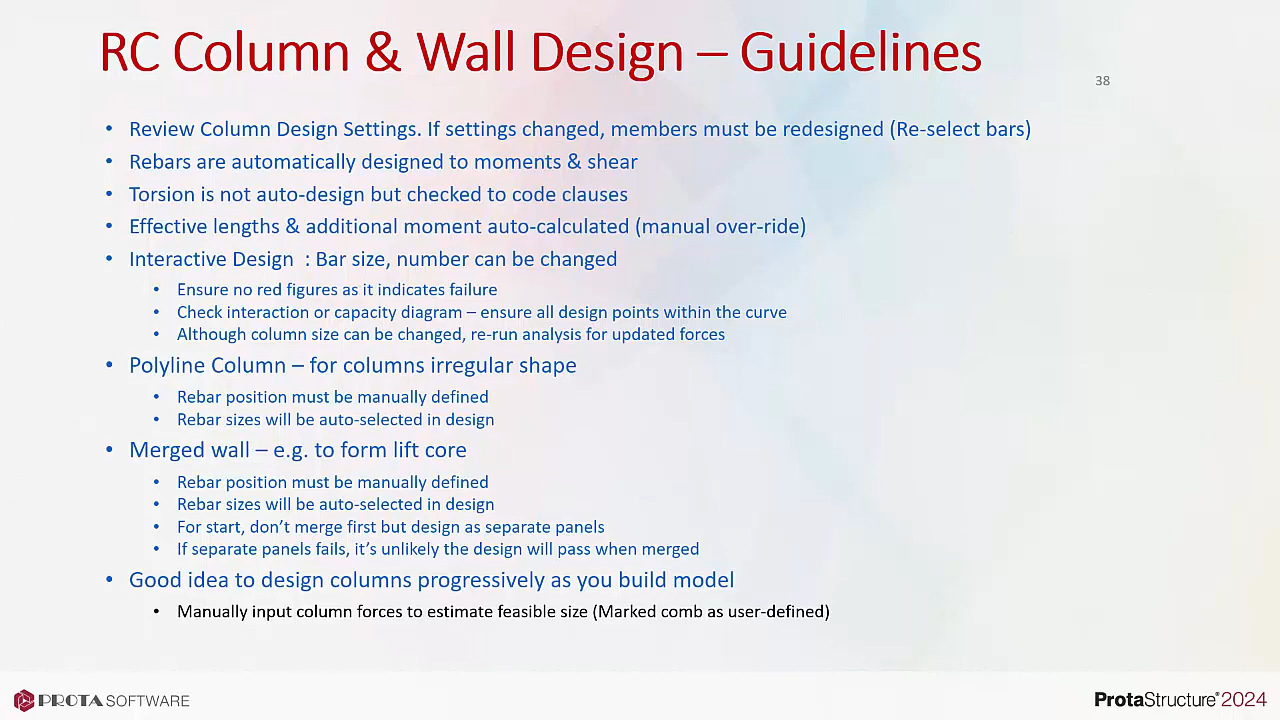 RC Column & Wall Design – Guidelines
38
• Review Column Design Settings. If settings changed, members must be redesigned (Re-select bars)
• Rebars are automatically designed to moments & shear
• Torsion is not auto-design but checked to code clauses
• Effective lengths & additional moment auto-calculated (manual over-ride)
• Interactive Design : Bar size, number can be changed
• Ensure no red figures as it indicates failure
• Check interaction or capacity diagram – ensure all design points within the curve
• Although column size can be changed, re-run analysis for updated forces
• Polyline Column – for columns irregular shape
• Rebar position must be manually defined
• Rebar sizes will be auto-selected in design
• Merged wall – e.g. to form lift core
• Rebar position must be manually defined
• Rebar sizes will be auto-selected in design
• For start, don’t merge first but design as separate panels
• If separate panels fails, it’s unlikely the design will pass when merged
• Good idea to design columns progressively as you build model
• Manually input column forces to estimate feasible size (Marked comb as user-defined)
PROTA SOFTWARE
ProtaStructure® 2024